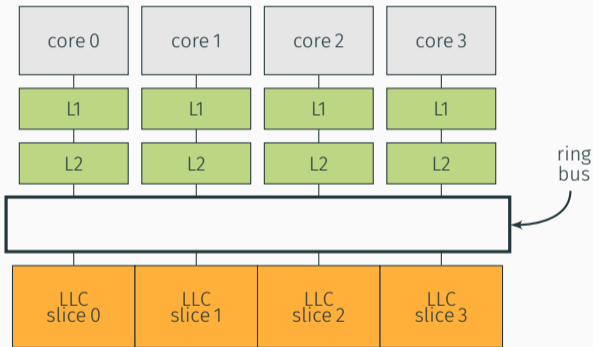 core 0 core 1 core 2 core 3
L1 L1 L1 L1
L2 L2 L2 L2
ring
bus
LLC LLC LLC LLC
slice 0 slice 1 slice 2 slice 3